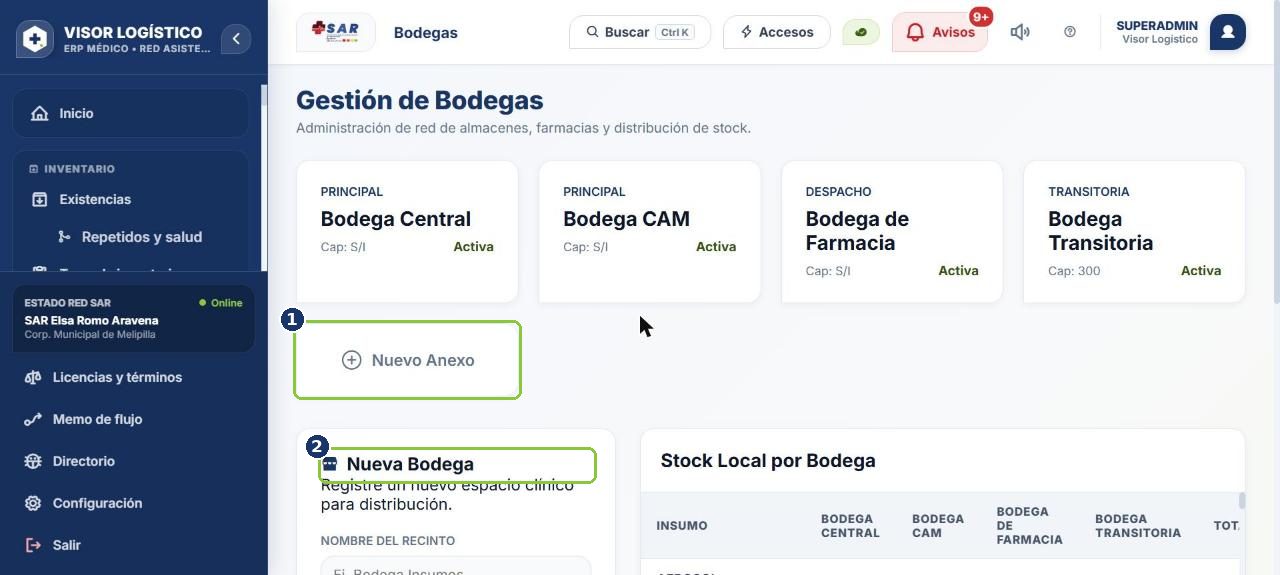 VISOR LOGÍSTICO
ERP MÉDICO • RED ASISTE...
Inicio
INVENTARIO
Existencias
Repetidos y salud
ESTADO RED SAR
Online
SAR Elsa Romo Aravena
Corp. Municipal de Melipilla
Licencias y términos
Memo de flujo
Directorio
Configuración
Salir
SAR
Bodegas
Buscar
Ctrl K
Accesos
Avisos
9+
SUPERADMIN
Visor Logístico
Gestión de Bodegas
Administración de red de almacenes, farmacias y distribución de stock.
PRINCIPAL
Bodega Central
Cap: S/I
Activa
PRINCIPAL
Bodega CAM
Cap: S/I
Activa
DESPACHO
Bodega de
Farmacia
Cap: S/I
Activa
TRANSITORIA
Bodega
Transitoria
Cap: 300
Activa
1
Nuevo Anexo
2
Nueva Bodega
Registre un nuevo espacio clínico
para distribución.
NOMBRE DEL RECINTO
Ej. Bodega Insumos
Stock Local por Bodega
INSUMO
BODEGA
CENTRAL
BODEGA
CAM
BODEGA
DE
FARMACIA
BODEGA
TRANSITORIA